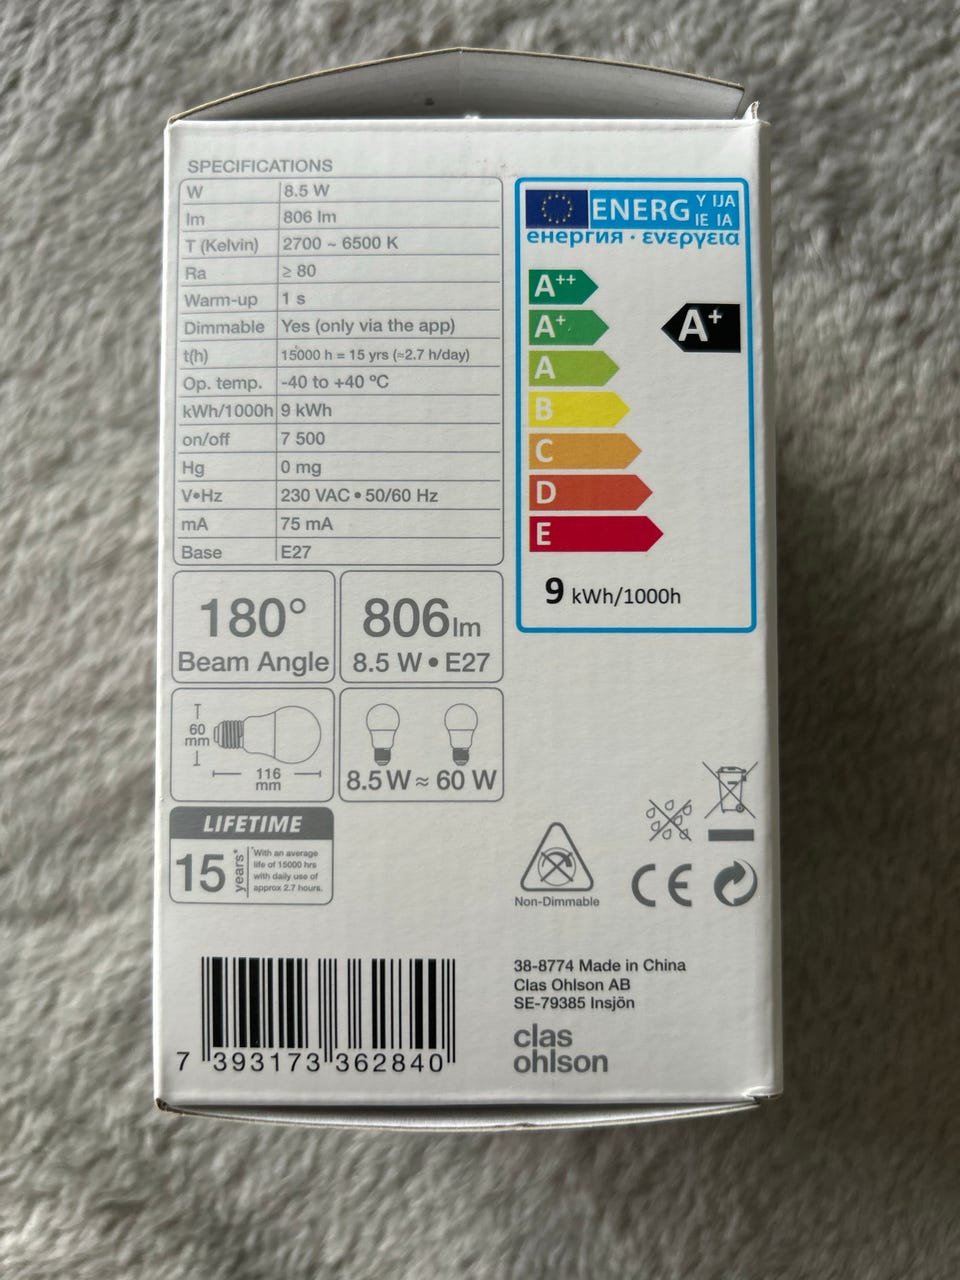 SPECIFICATIONS
W 8.5 W
lm 806 lm
T (Kelvin) 2700 ~ 6500 K
Ra ≥ 80
Warm-up 1 s
Dimmable Yes (only via the app)
t(h) 15000 h = 15 yrs (≈2.7 h/day)
Op. temp. -40 to +40 ºC
kWh/1000h 9 kWh
on/off 7 500
Hg 0 mg
V•Hz 230 VAC • 50/60 Hz
mA 75 mA
Base E27
ENERG Y IJA
IE IA
енергия · ενεργεια
A++
A+
A+
A
B
C
D
E
9 kWh/1000h
180°
Beam Angle
806lm
8.5 W • E27
60
mm
116
mm
8.5W ≈ 60 W
LIFETIME
15 years*
*With an average
life of 15000 hrs
with daily use of
approx 2.7 hours.
Non-Dimmable
CE
38-8774 Made in China
Clas Ohlson AB
SE-79385 Insjön
clas
ohlson
7 393173 362840